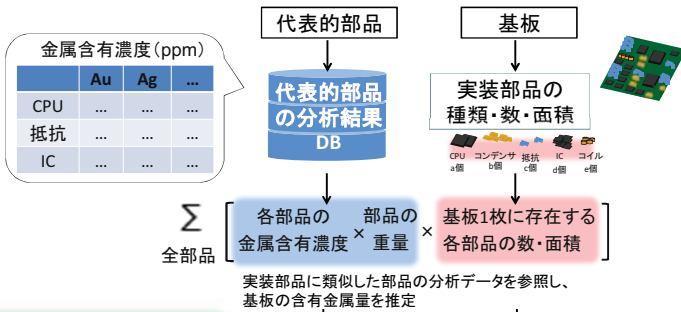 代表的部品
基板
金属含有濃度(ppm)
Au Ag …
CPU … … …
抵抗 … … …
IC … … …
代表的部品
の分析結果
DB
実装部品の
種類・数・面積
CPU コンデンサ 抵抗 IC コイル
a個 b個 c個 d個 e個
Σ
全部品
各部品の
金属含有濃度
×
部品の
重量
×
基板1枚に存在する
各部品の数・面積
実装部品に類似した部品の分析データを参照し、
基板の含有金属量を推定